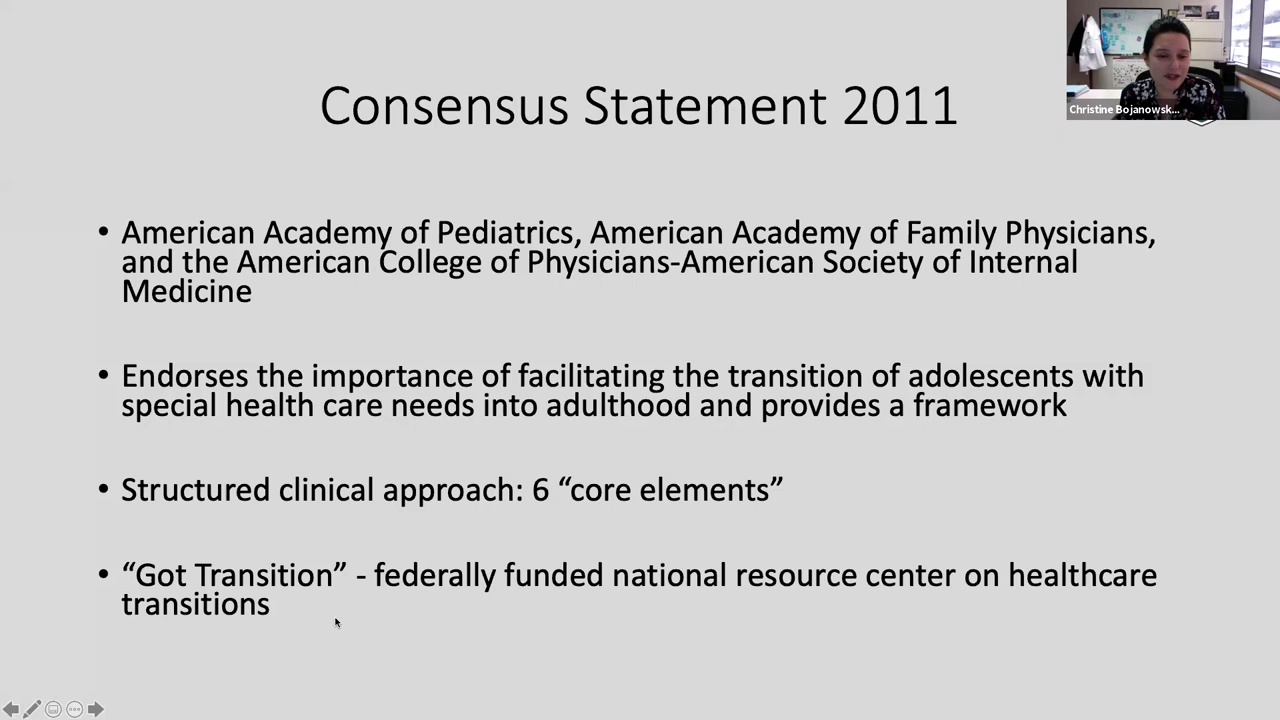 Consensus Statement 2011
Christine Bojanowsk...
• American Academy of Pediatrics, American Academy of Family Physicians,
and the American College of Physicians-American Society of Internal
Medicine
• Endorses the importance of facilitating the transition of adolescents with
special health care needs into adulthood and provides a framework
• Structured clinical approach: 6 “core elements”
• “Got Transition” - federally funded national resource center on healthcare
transitions